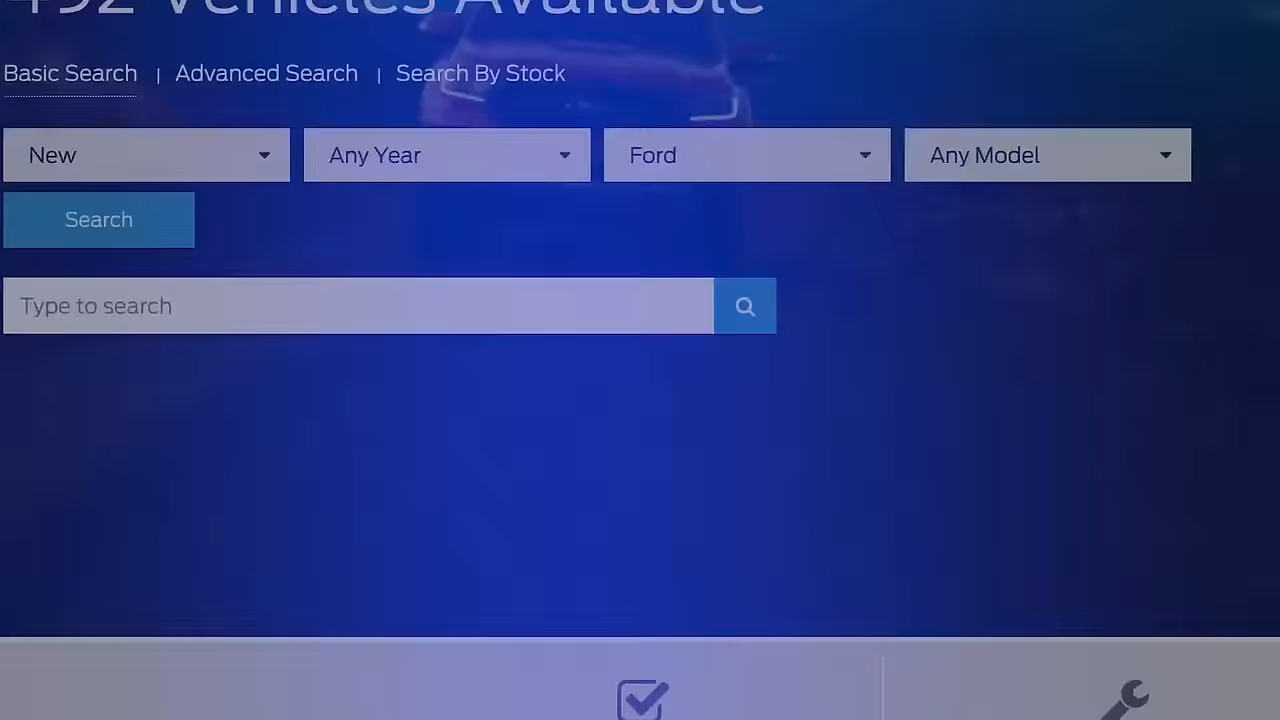 492 Vehicles Available
Basic Search | Advanced Search | Search By Stock
New Any Year Ford Any Model
Search
Type to search